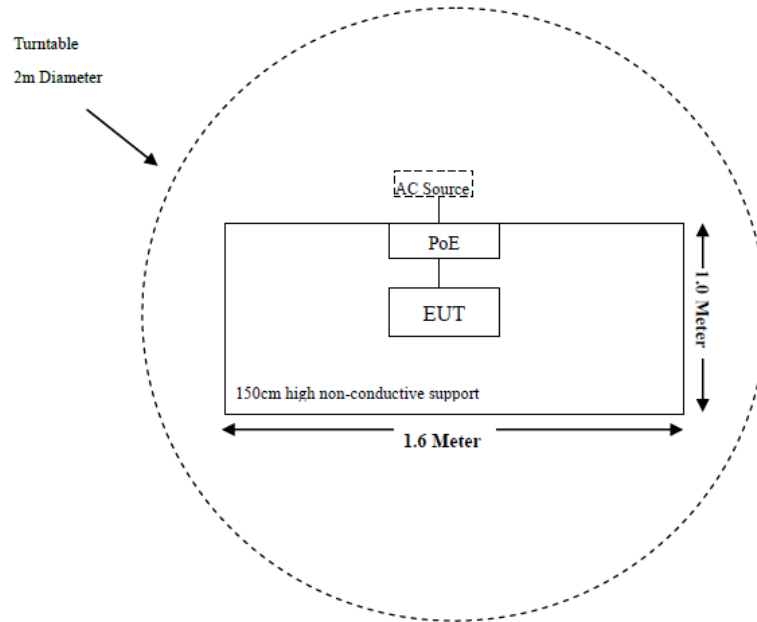 Turntable
2m Diameter
AC Source
PoE
EUT
1.0 Meter
150cm high non-conductive support
1.6 Meter